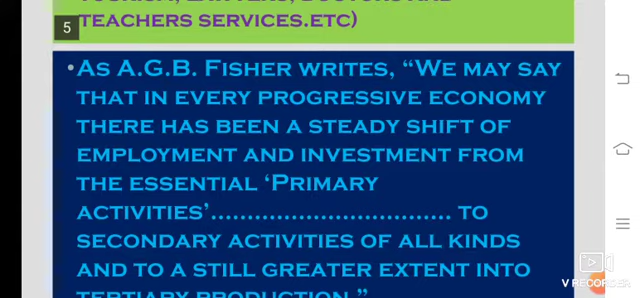 TEACHERS SERVICES.ETC)
5
• AS A.G.B. FISHER WRITES, “WE MAY SAY
THAT IN EVERY PROGRESSIVE ECONOMY
THERE HAS BEEN A STEADY SHIFT OF
EMPLOYMENT AND INVESTMENT FROM
THE ESSENTIAL ‘PRIMARY
ACTIVITIES’.................................. TO
SECONDARY ACTIVITIES OF ALL KINDS
AND TO A STILL GREATER EXTENT INTO
TERTIARY PRODUCTION.”
V RECORDER